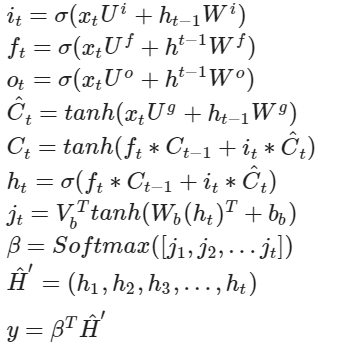 i_t = σ(x_t U^i + h_{t-1} W^i)
f_t = σ(x_t U^f + h^{t-1} W^f)
o_t = σ(x_t U^o + h^{t-1} W^o)
Ĉ_t = tanh(x_t U^g + h_{t-1} W^g)
C_t = tanh(f_t * C_{t-1} + i_t * Ĉ_t)
h_t = σ(f_t * C_{t-1} + i_t * Ĉ_t)
j_t = V_b^T tanh(W_b(h_t)^T + b_b)
β = Softmax([j_1, j_2, . . . j_t])
Ĥ′ = (h_1, h_2, h_3, . . . , h_t)
y = β^T Ĥ′